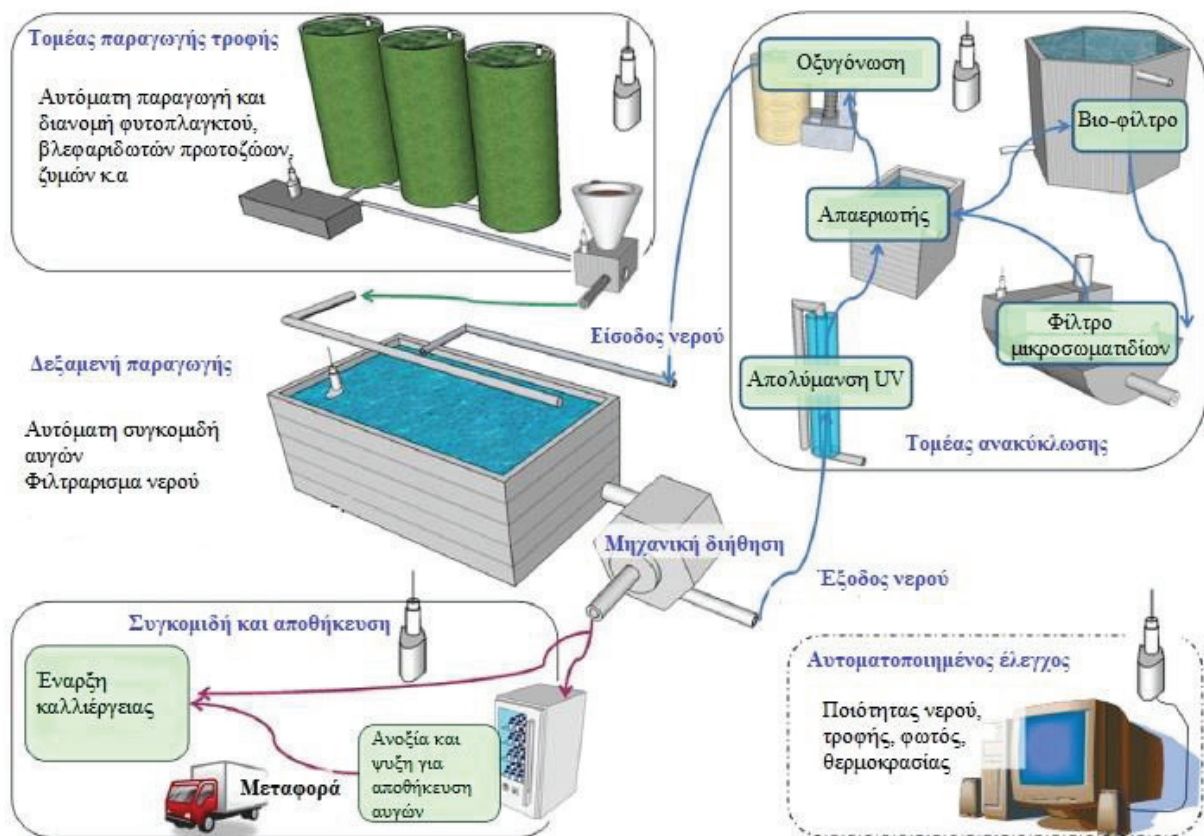 Τομέας παραγωγής τροφής
Αυτόματη παραγωγή και
διανομή φυτοπλαγκτού,
βλεφαριδωτών πρωτοζώων,
ζυμών κ.α
Οξυγόνωση
Βιο-φίλτρο
Απαεριωτής
Φίλτρο
μικροσωματιδίων
Απολύμανση UV
Τομέας ανακύκλωσης
Είσοδος νερού
Δεξαμενή παραγωγής
Αυτόματη συγκομιδή
αυγών
Φιλτραρισμα νερού
Μηχανική διήθηση
Έξοδος νερού
Συγκομιδή και αποθήκευση
Έναρξη
καλλιέργειας
Ανοξία και
ψυξη για
αποθήκευση
αυγών
Μεταφορά
Αυτοματοποιημένος έλεγχος
Ποιότητας νερού,
τροφής, φωτός,
θερμοκρασίας